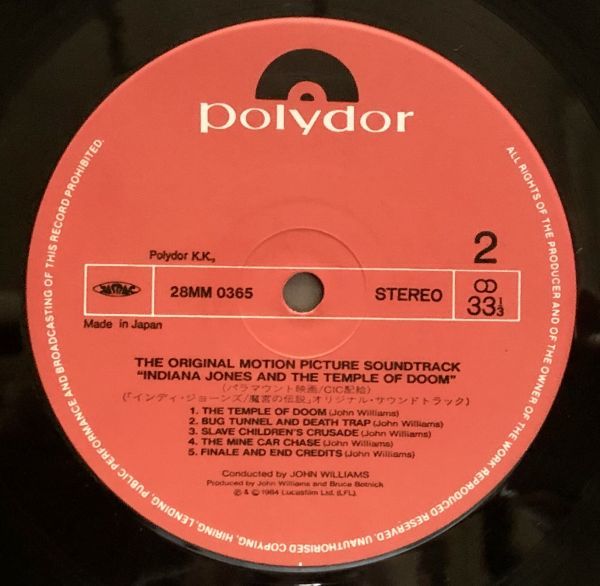 polydor
2
Polydor K.K.,
JASRAC
28MM 0365
STEREO
33 1/3
Made in Japan
THE ORIGINAL MOTION PICTURE SOUNDTRACK
"INDIANA JONES AND THE TEMPLE OF DOOM"
(パラマウント映画/CIC配給)
(「インディ・ジョーンズ/魔宮の伝説」オリジナル・サウンドトラック)
1. THE TEMPLE OF DOOM (John Williams)
2. BUG TUNNEL AND DEATH TRAP (John Williams)
3. SLAVE CHILDREN'S CRUSADE (John Williams)
4. THE MINE CAR CHASE (John Williams)
5. FINALE AND END CREDITS (John Williams)
Conducted by JOHN WILLIAMS
Produced by John Williams and Bruce Botnick
℗ & © 1984 Lucasfilm Ltd. (LFL).
ALL RIGHTS OF THE PRODUCER AND OF THE OWNER OF THE WORK REPRODUCED RESERVED. UNAUTHORISED COPYING, HIRING, LENDING, PUBLIC PERFORMANCE AND BROADCASTING OF THIS RECORD PROHIBITED.